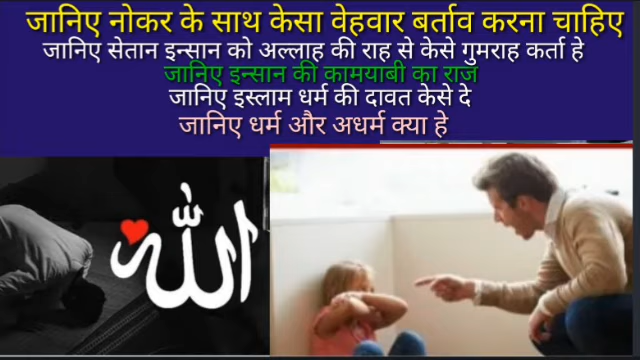 जानिए नोकर के साथ केसा वेहवार बर्ताव करना चाहिए
जानिए सेतान इन्सान को अल्लाह की राह से केसे गुमराह कर्ता हे
जानिए इन्सान की कामयाबी का राज
जानिए इस्लाम धर्म की दावत केसे दे
जानिए धर्म और अधर्म क्या हे
الله